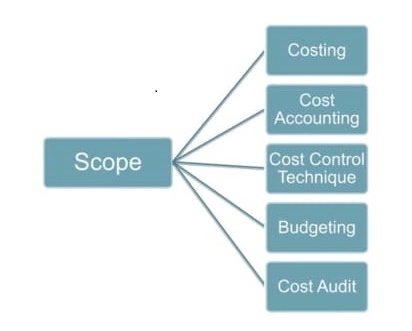 Scope
Costing
Cost
Accounting
Cost Control
Technique
Budgeting
Cost Audit